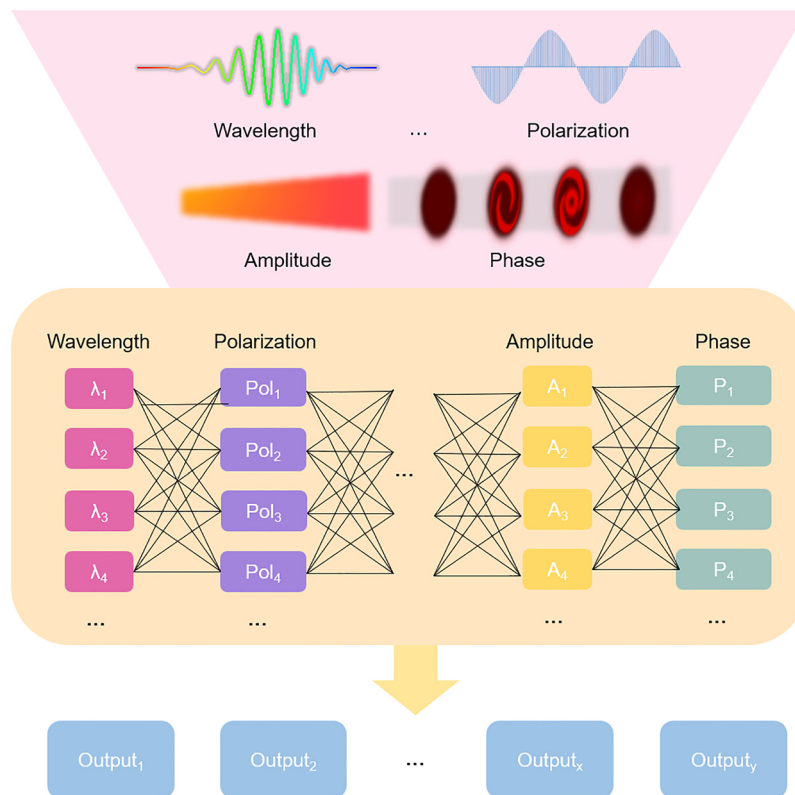 Wavelength ... Polarization
Amplitude Phase
Wavelength Polarization Amplitude Phase
λ₁ Pol₁ A₁ P₁
λ₂ Pol₂ A₂ P₂
...
λ₃ Pol₃ A₃ P₃
λ₄ Pol₄ A₄ P₄
... ... ... ...
Output₁ Output₂ ... Outputₓ Outputᵧ